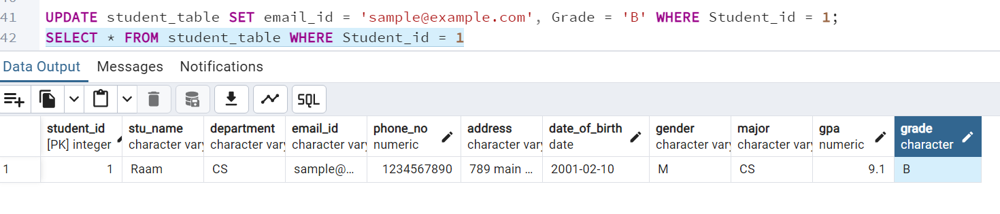 41 UPDATE student_table SET email_id = 'sample@example.com', Grade = 'B' WHERE Student_id = 1;
42 SELECT * FROM student_table WHERE Student_id = 1
Data Output Messages Notifications
SQL
student_id stu_name department email_id phone_no address date_of_birth gender major gpa grade
[PK] integer character vary character vary character vary numeric character vary date character vary character vary numeric character
1 1 Raam CS sample@... 1234567890 789 main ... 2001-02-10 M CS 9.1 B